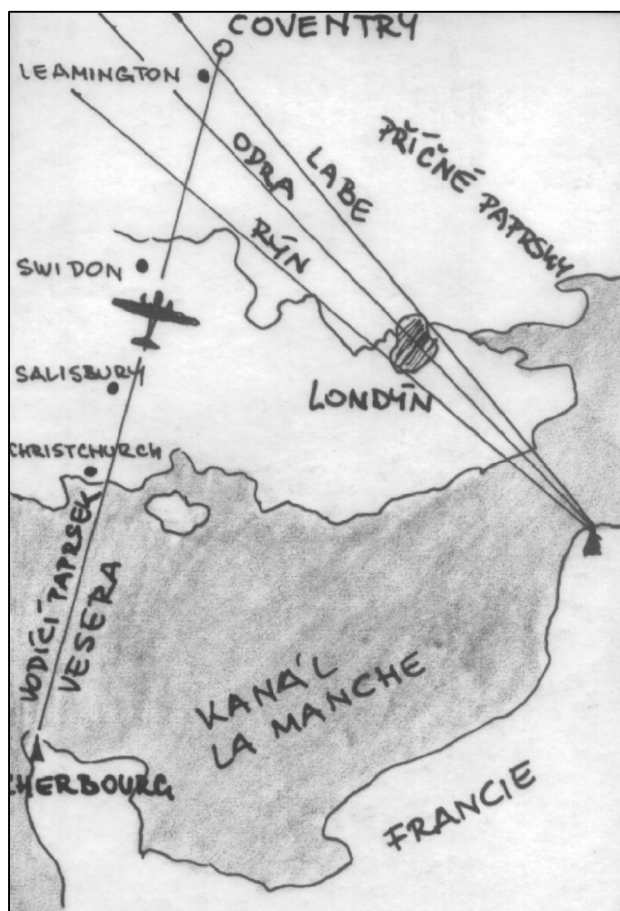 COVENTRY
LEAMINGTON
PŘÍČNÉ PAPRSKY
LABE
ODRA
RÝN
SWIDON
SALISBURY
LONDÝN
CHRISTCHURCH
VODÍCÍ PAPRSEK
VESERA
KANÁL
LA MANCHE
CHERBOURG
FRANCIE